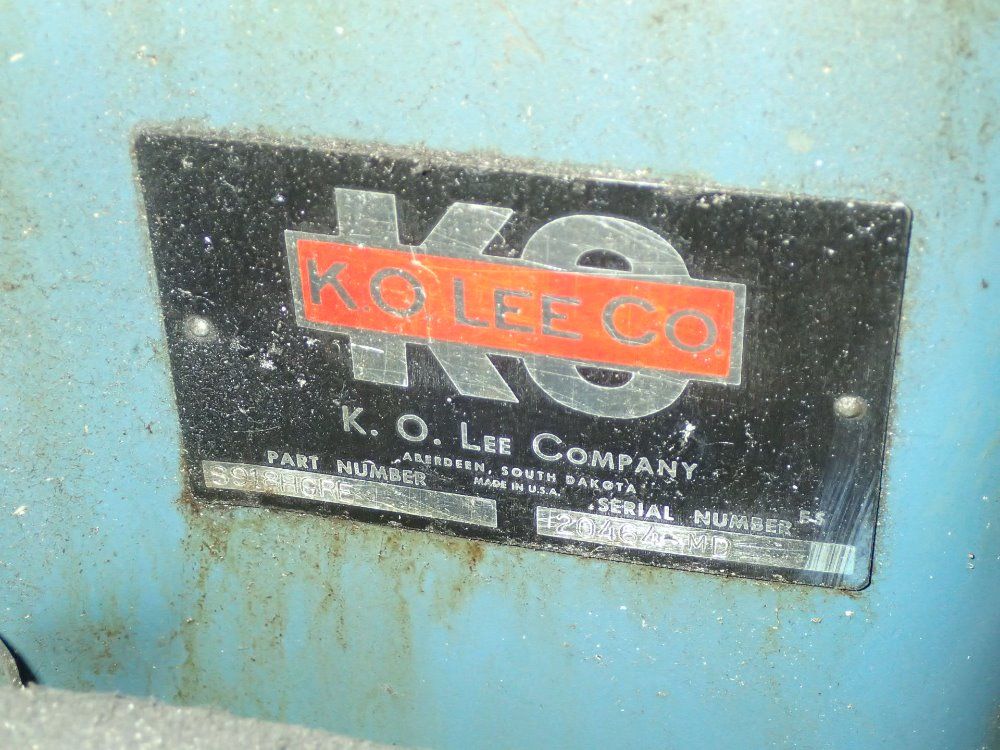 KO
K O LEE CO.
K. O. LEE COMPANY
ABERDEEN, SOUTH DAKOTA
MADE IN U.S.A.
PART NUMBER
SERIAL NUMBER